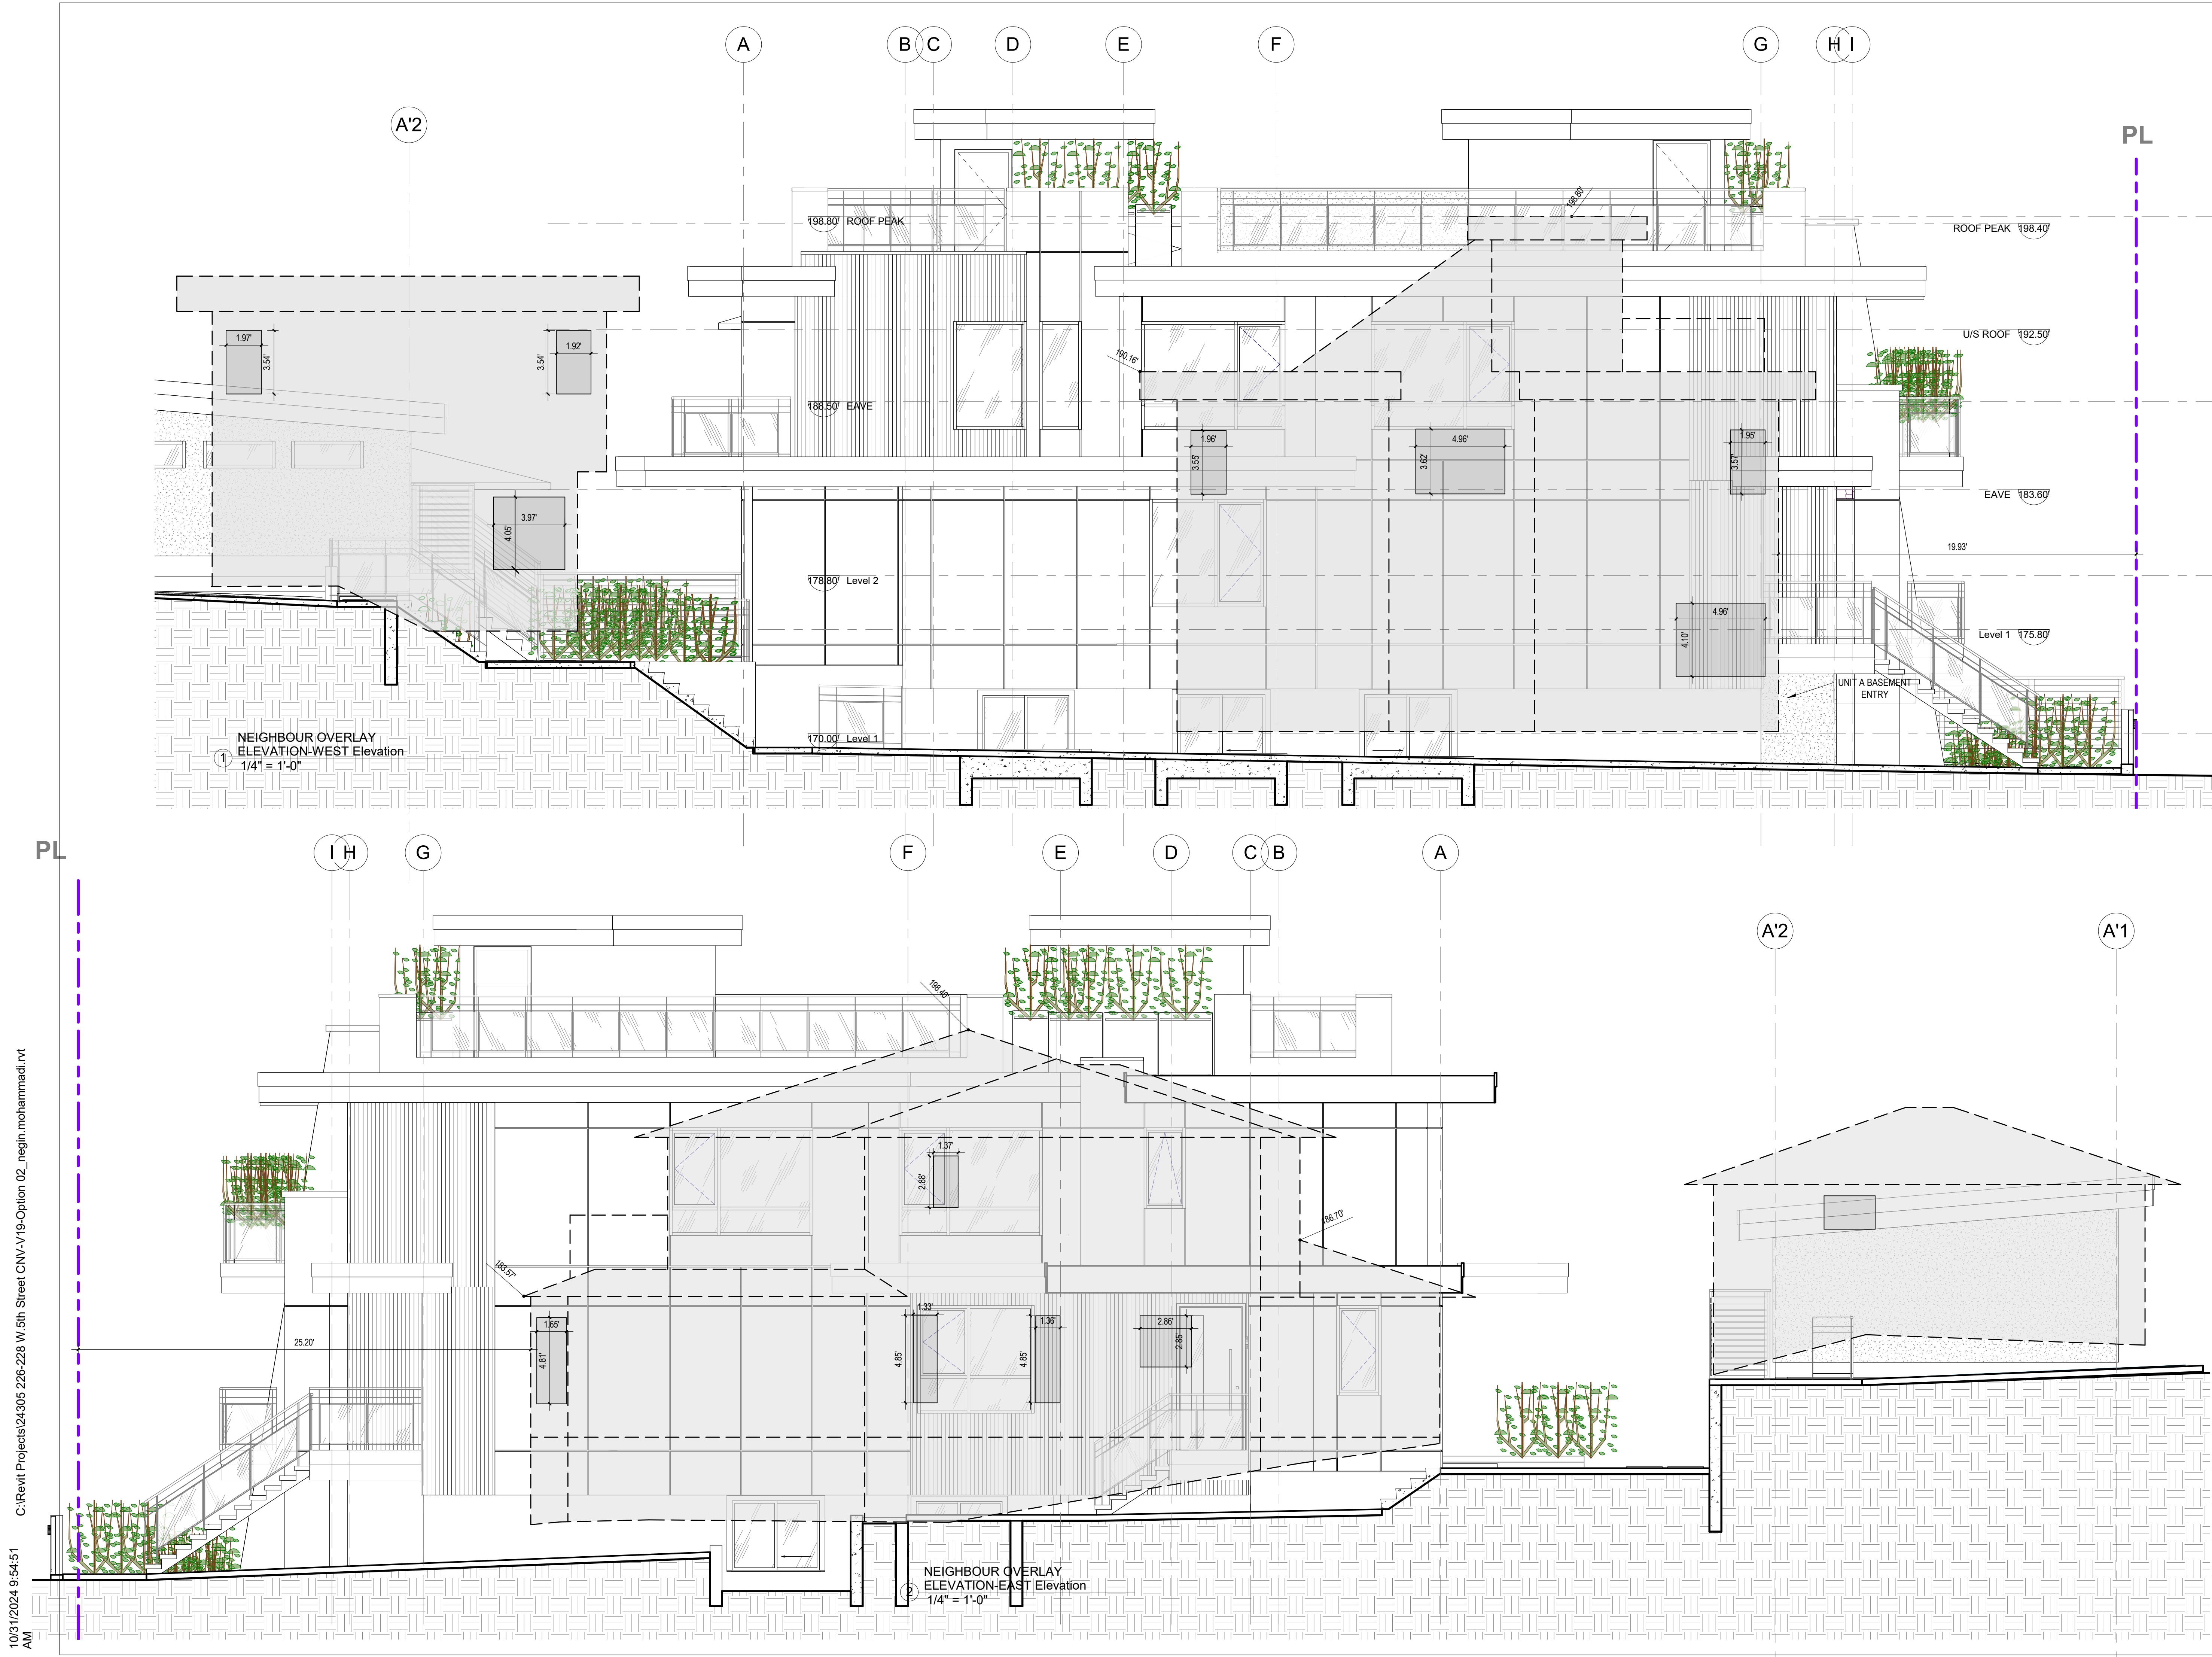 A
B
C
D
E
F
G
H
I
A'2
PL
198.80' ROOF PEAK
198.80'
ROOF PEAK 198.40'
U/S ROOF 192.50'
1.97'
3.54'
3.54'
1.92'
190.16'
188.50' EAVE
1.96'
3.55'
4.96'
3.62'
1.95'
3.57'
EAVE 183.60'
3.97'
4.05'
19.93'
178.80' Level 2
4.96'
4.10'
Level 1 175.80'
UNIT A BASEMENT
ENTRY
170.00' Level 1
1
NEIGHBOUR OVERLAY
ELEVATION-WEST Elevation
1/4" = 1'-0"
PL
I
H
G
F
E
D
C
B
A
A'2
A'1
198.40'
1.37'
2.88'
186.70'
183.57'
1.65'
4.81'
1.33'
4.85'
1.36'
4.85'
2.86'
2.85'
25.20'
2
NEIGHBOUR OVERLAY
ELEVATION-EAST Elevation
1/4" = 1'-0"
C:\Revit Projects\24305 226-228 W.5th Street CNV-V19-Option 02_negin.mohammadi.rvt
10/31/2024 9:54:51
AM